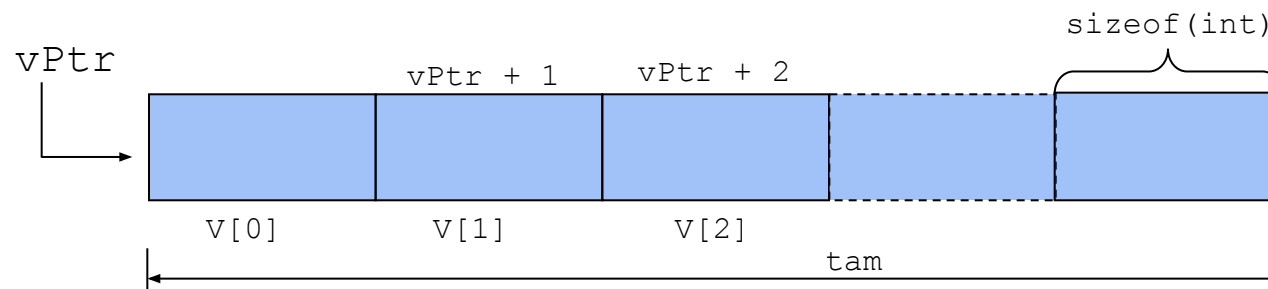 sizeof(int)
vPtr
vPtr + 1
vPtr + 2
V[0]
V[1]
V[2]
tam